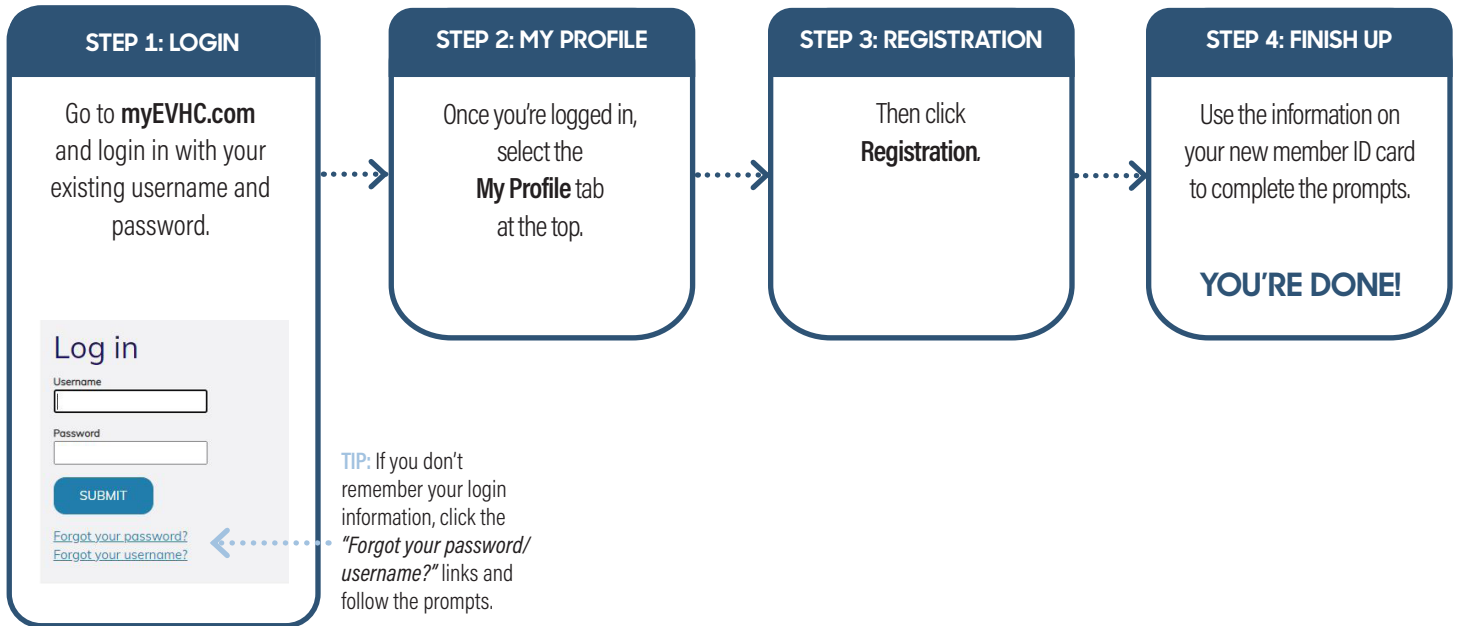 STEP 1: LOGIN
Go to myEVHC.com
and login in with your
existing username and
password.
Log in
Username
Password
SUBMIT
Forgot your password?
Forgot your username?
TIP: If you don't
remember your login
information, click the
"Forgot your password/
username?" links and
follow the prompts.
STEP 2: MY PROFILE
Once you're logged in,
select the
My Profile tab
at the top.
STEP 3: REGISTRATION
Then click
Registration.
STEP 4: FINISH UP
Use the information on
your new member ID card
to complete the prompts.
YOU'RE DONE!